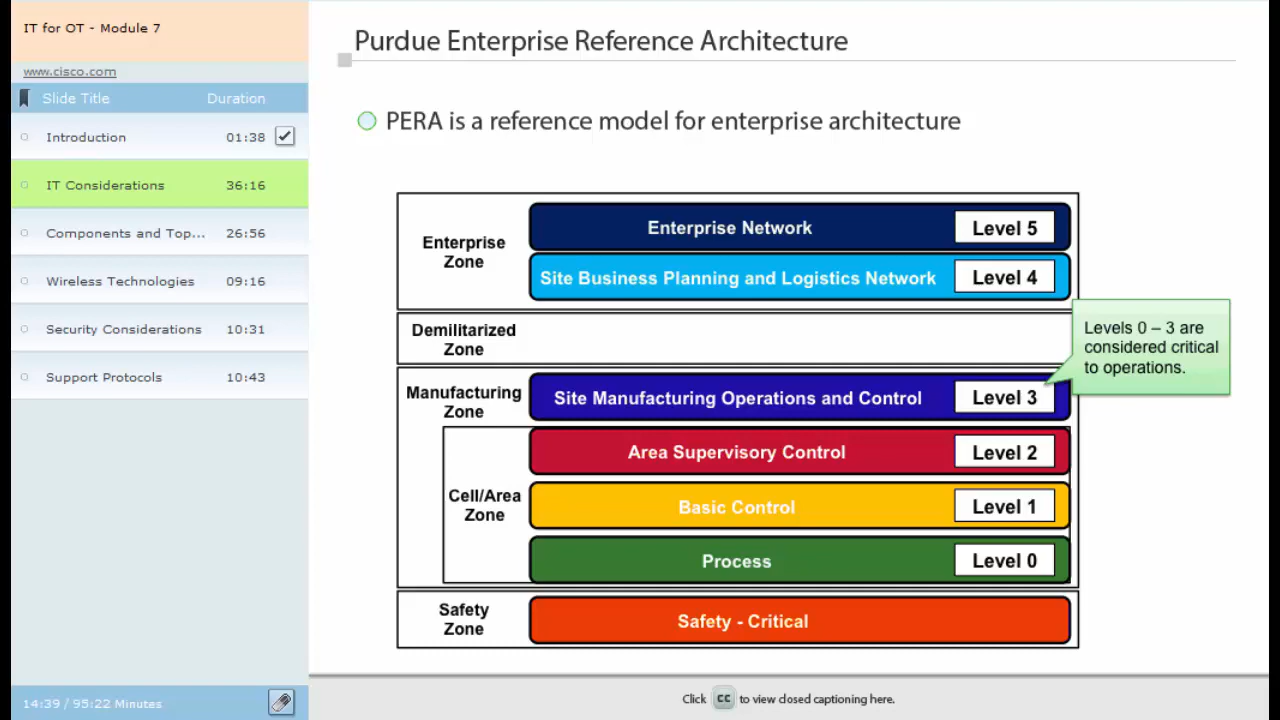 IT for OT - Module 7
www.cisco.com
Slide Title Duration
Introduction 01:38
IT Considerations 36:16
Components and Top... 26:56
Wireless Technologies 09:16
Security Considerations 10:31
Support Protocols 10:43
14:39 / 95:22 Minutes
Purdue Enterprise Reference Architecture
PERA is a reference model for enterprise architecture
Enterprise
Zone
Enterprise Network Level 5
Site Business Planning and Logistics Network Level 4
Demilitarized
Zone
Levels 0 – 3 are
considered critical
to operations.
Manufacturing
Zone
Site Manufacturing Operations and Control Level 3
Area Supervisory Control Level 2
Cell/Area
Zone
Basic Control Level 1
Process Level 0
Safety
Zone
Safety - Critical
Click CC to view closed captioning here.